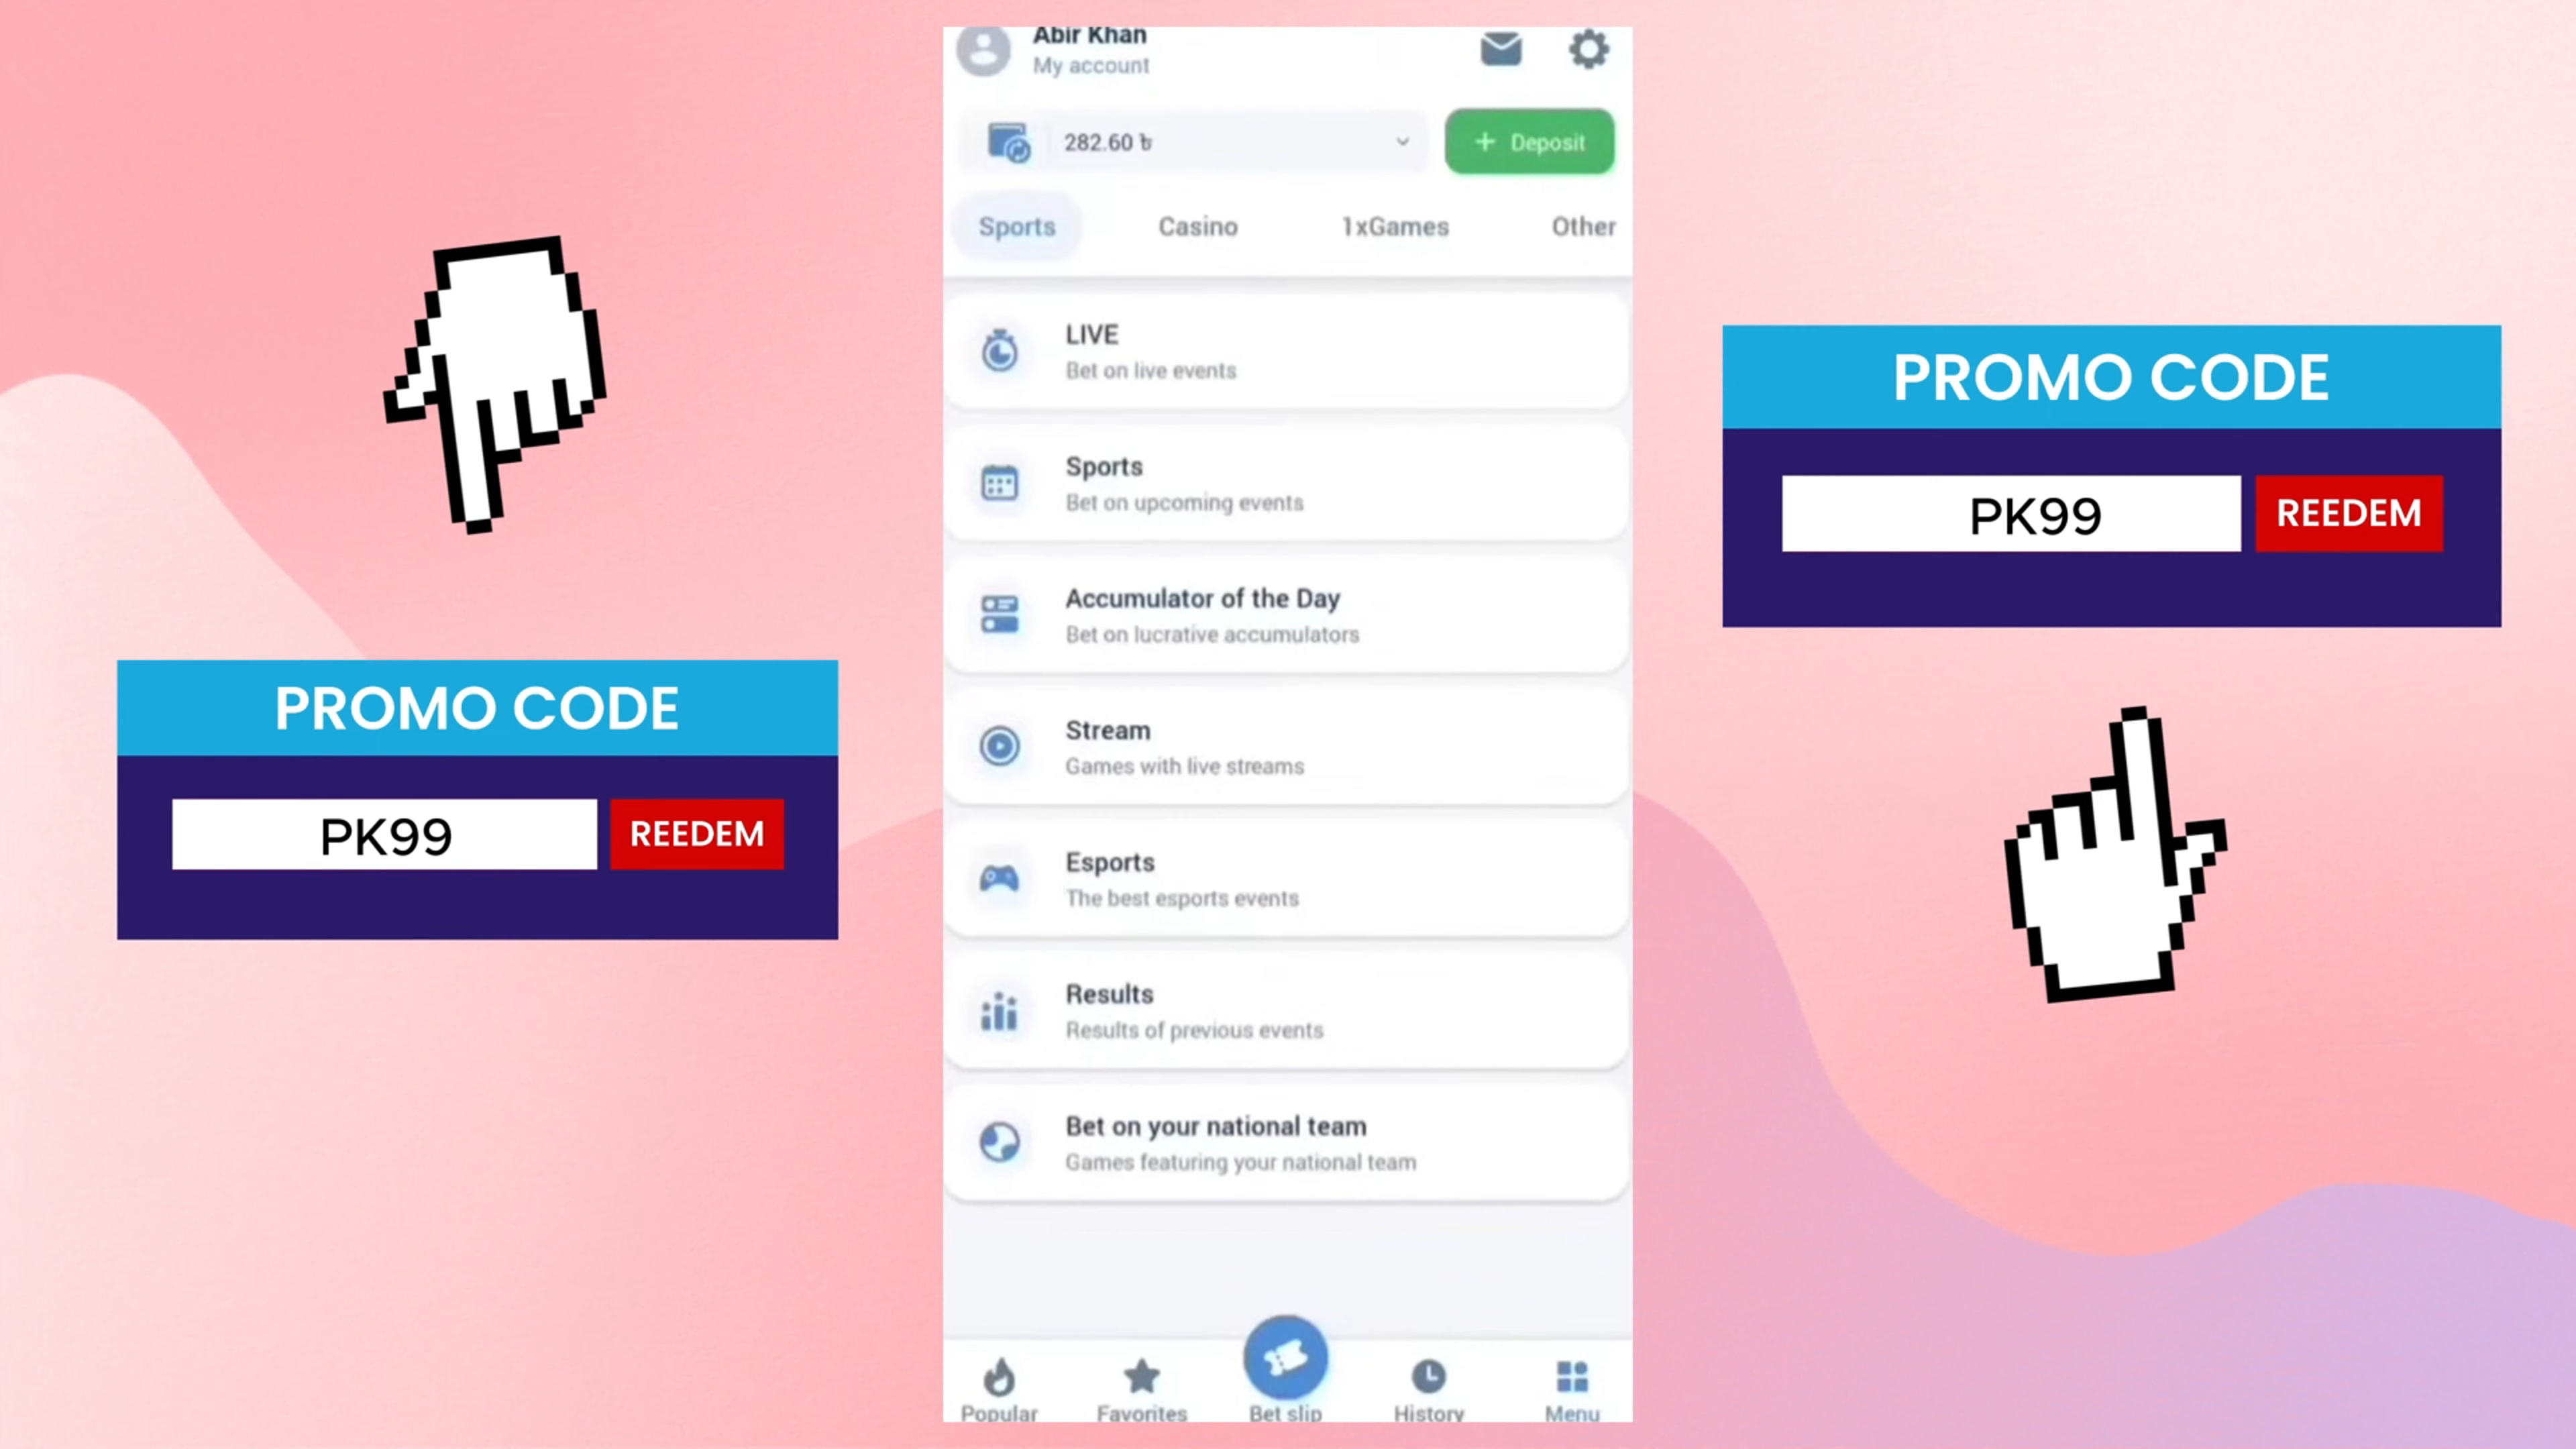 Abir Khan
My account
282.60 ৳
+ Deposit
Sports
Casino
1xGames
Other
LIVE
Bet on live events
Sports
Bet on upcoming events
Accumulator of the Day
Bet on lucrative accumulators
Stream
Games with live streams
Esports
The best esports events
Results
Results of previous events
Bet on your national team
Games featuring your national team
Popular
Favorites
Bet slip
History
Menu
PROMO CODE
PK99
REEDEM
PROMO CODE
PK99
REEDEM